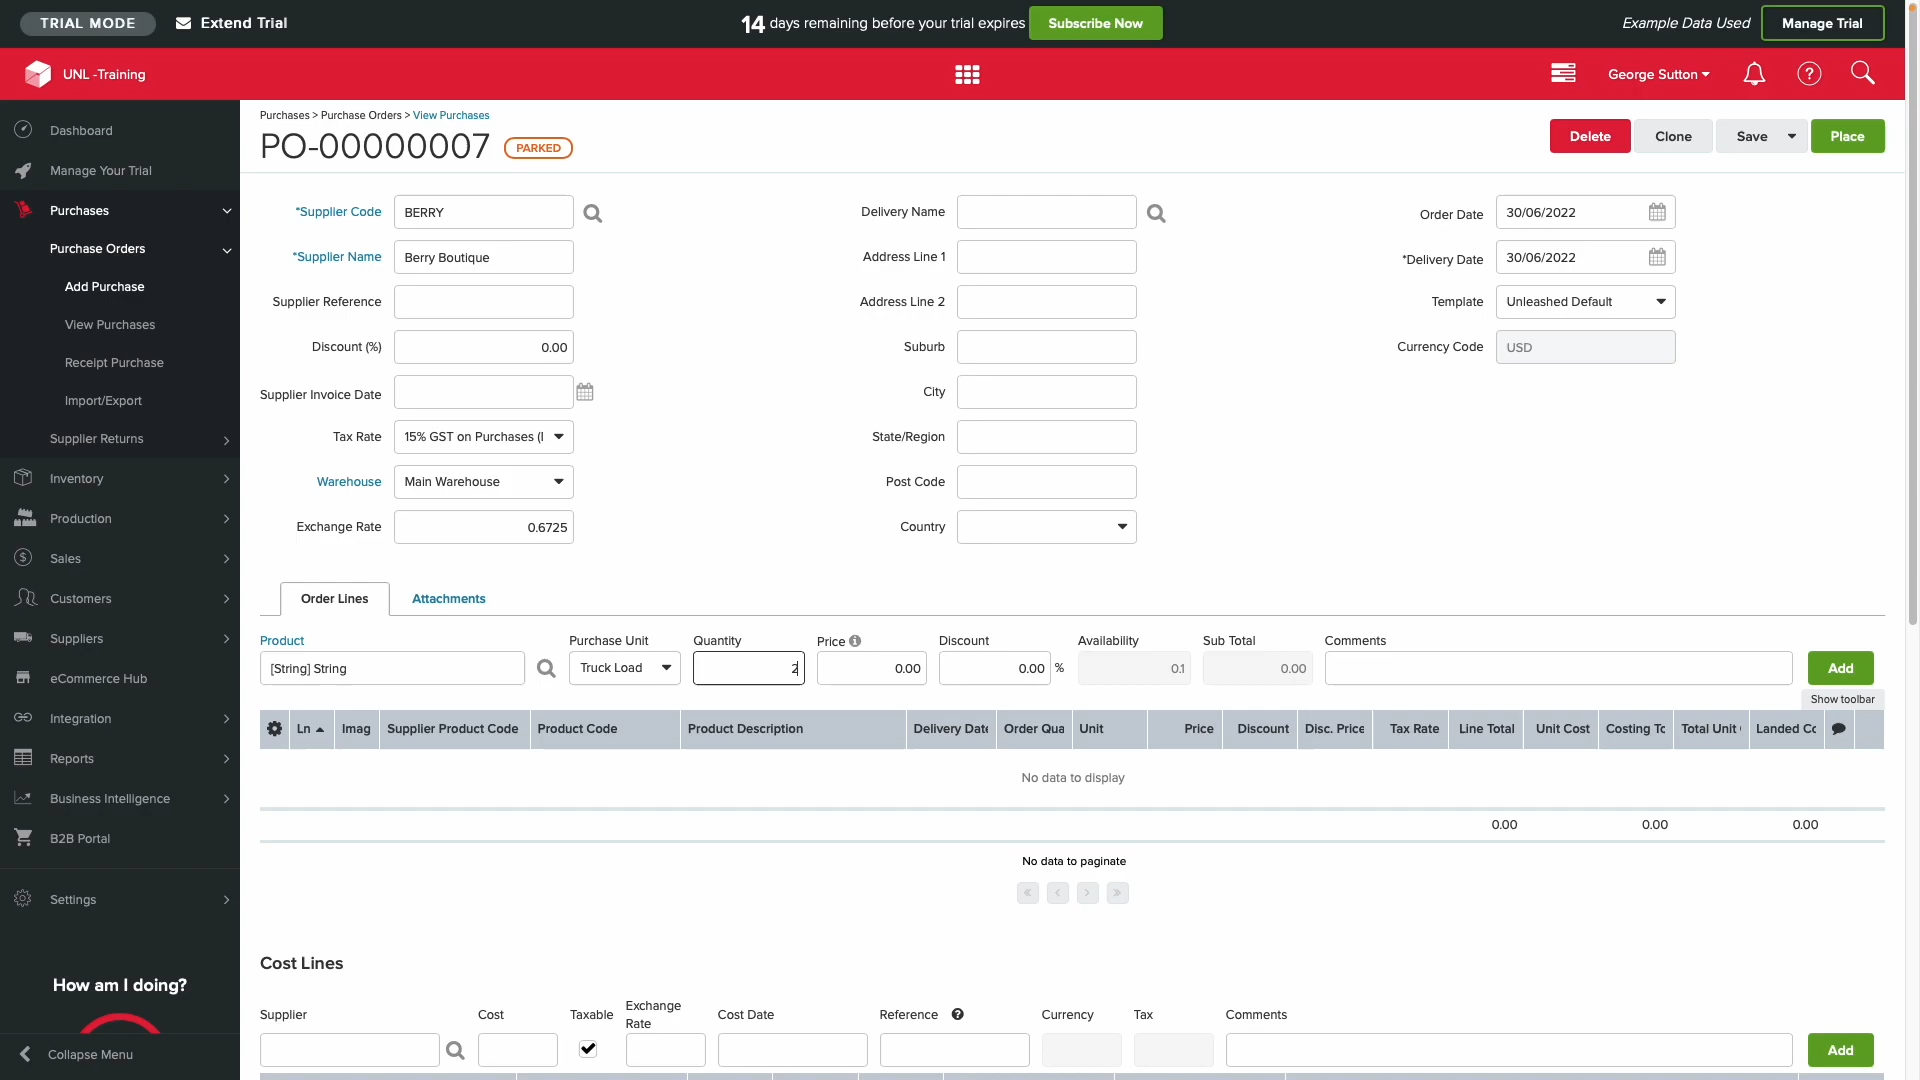 TRIAL MODE
Extend Trial
14 days remaining before your trial expires
Subscribe Now
Example Data Used
Manage Trial
UNL -Training
George Sutton
?
Dashboard
Manage Your Trial
Purchases
Purchase Orders
Add Purchase
View Purchases
Receipt Purchase
Import/Export
Supplier Returns
Inventory
Production
Sales
Customers
Suppliers
eCommerce Hub
Integration
Reports
Business Intelligence
B2B Portal
Settings
How am I doing?
Collapse Menu
Purchases > Purchase Orders > View Purchases
PO-00000007
PARKED
Delete
Clone
Save
Place
*Supplier Code
BERRY
*Supplier Name
Berry Boutique
Supplier Reference
Discount (%)
0.00
Supplier Invoice Date
Tax Rate
15% GST on Purchases (I
Warehouse
Main Warehouse
Exchange Rate
0.6725
Delivery Name
Address Line 1
Address Line 2
Suburb
City
State/Region
Post Code
Country
Order Date
30/06/2022
*Delivery Date
30/06/2022
Template
Unleashed Default
Currency Code
USD
Order Lines
Attachments
Product
Purchase Unit
Quantity
Price
Discount
Availability
Sub Total
Comments
[String] String
Truck Load
2
0.00
0.00 %
0.1
0.00
Add
Show toolbar
Ln
Imag
Supplier Product Code
Product Code
Product Description
Delivery Date
Order Qua
Unit
Price
Discount
Disc. Price
Tax Rate
Line Total
Unit Cost
Costing Tc
Total Unit
Landed Cc
No data to display
0.00
0.00
0.00
No data to paginate
Cost Lines
Supplier
Cost
Taxable
Exchange
Rate
Cost Date
Reference ?
Currency
Tax
Comments
Add